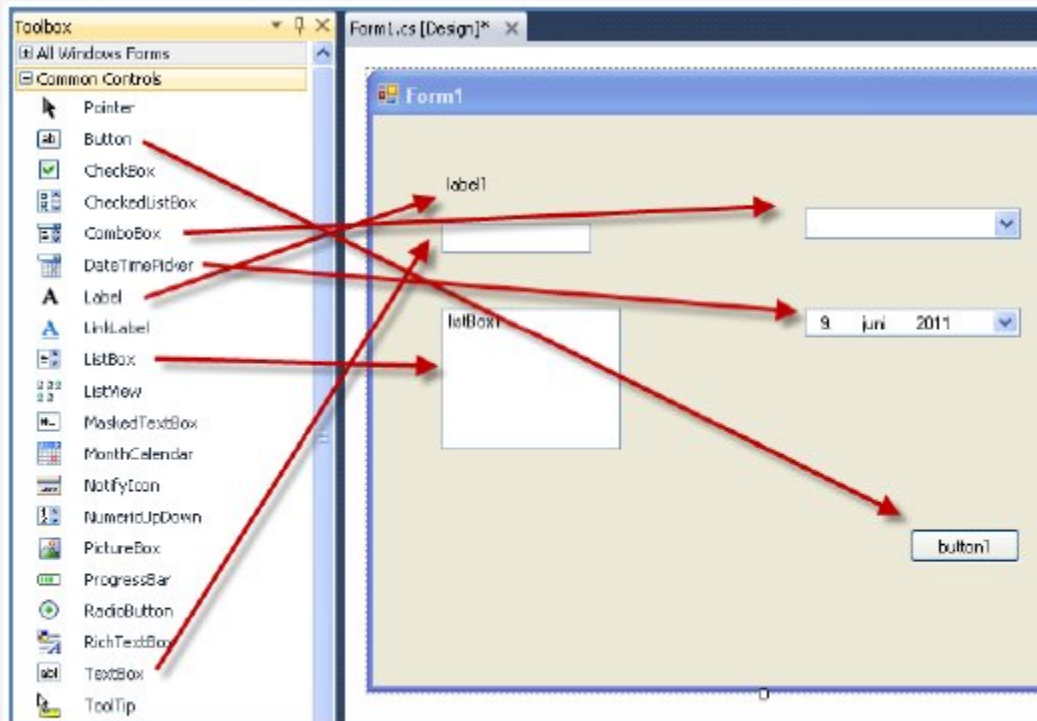 Toolbox
All Windows Forms
Common Controls
Pointer
Button
CheckBox
CheckedListBox
ComboBox
DateTimePicker
Label
LinkLabel
ListBox
ListView
MaskedTextBox
MonthCalendar
NotifyIcon
NumericUpDown
PictureBox
ProgressBar
RadioButton
RichTextBox
TextBox
ToolTip
Form1.cs [Design]*
Form1
label1
listBox1
9. juni 2011
button1